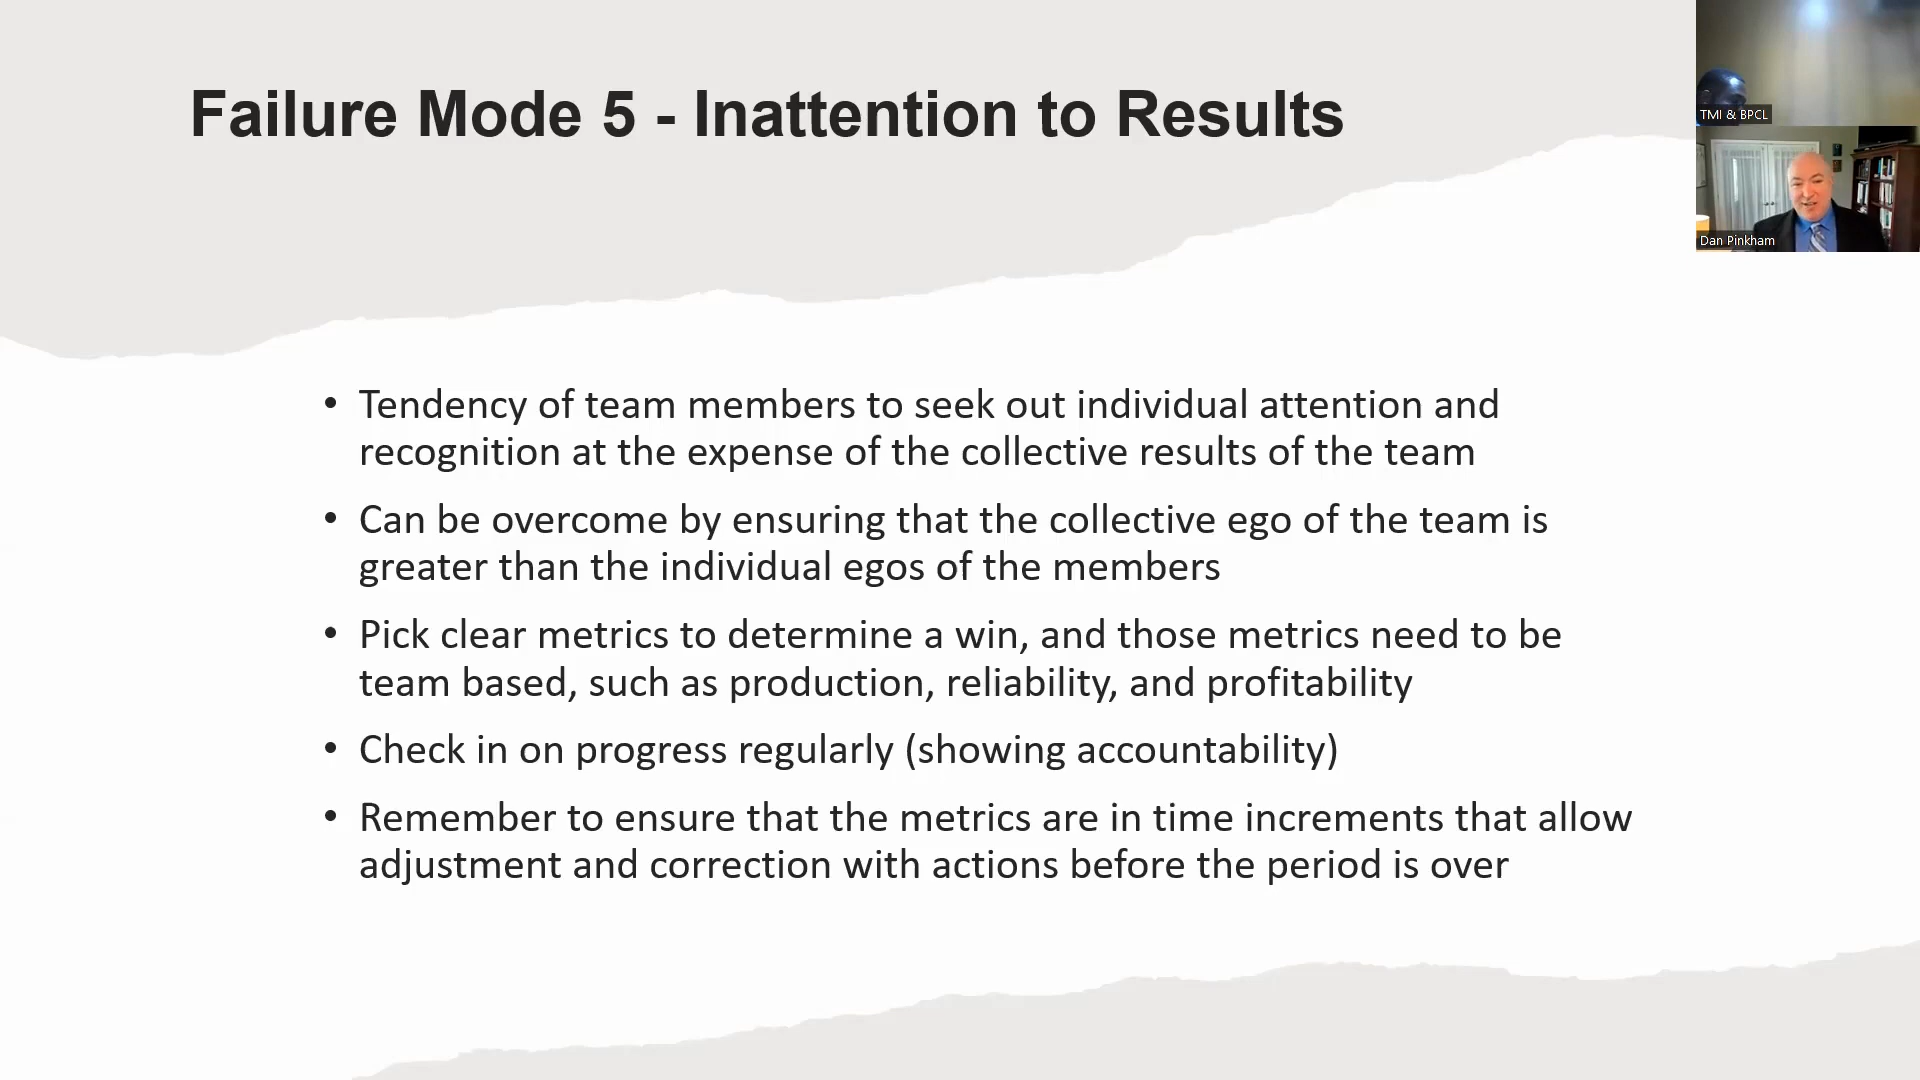 Failure Mode 5 - Inattention to Results
TMI & BPCL
Dan Pinkham
• Tendency of team members to seek out individual attention and
recognition at the expense of the collective results of the team
• Can be overcome by ensuring that the collective ego of the team is
greater than the individual egos of the members
• Pick clear metrics to determine a win, and those metrics need to be
team based, such as production, reliability, and profitability
• Check in on progress regularly (showing accountability)
• Remember to ensure that the metrics are in time increments that allow
adjustment and correction with actions before the period is over